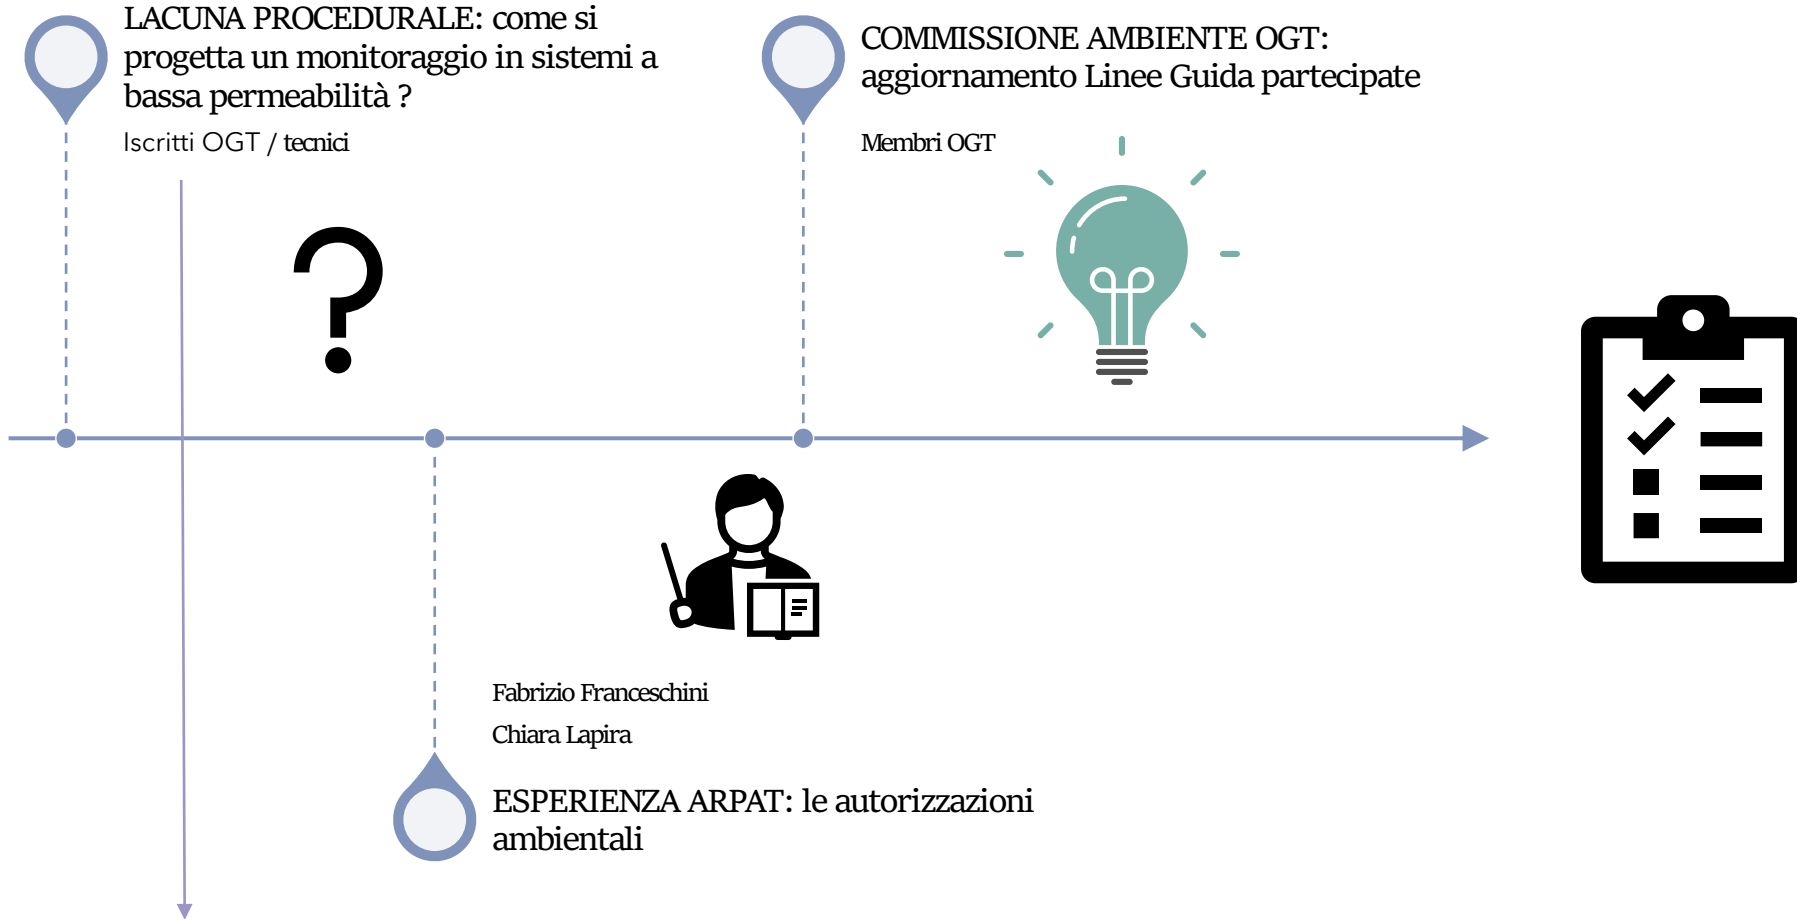 LACUNA PROCEDURALE: come si
progetta un monitoraggio in sistemi a
bassa permeabilità ?
Iscritti OGT / tecnici
COMMISSIONE AMBIENTE OGT:
aggiornamento Linee Guida partecipate
Membri OGT
Fabrizio Franceschini
Chiara Lapira
ESPERIENZA ARPAT: le autorizzazioni
ambientali